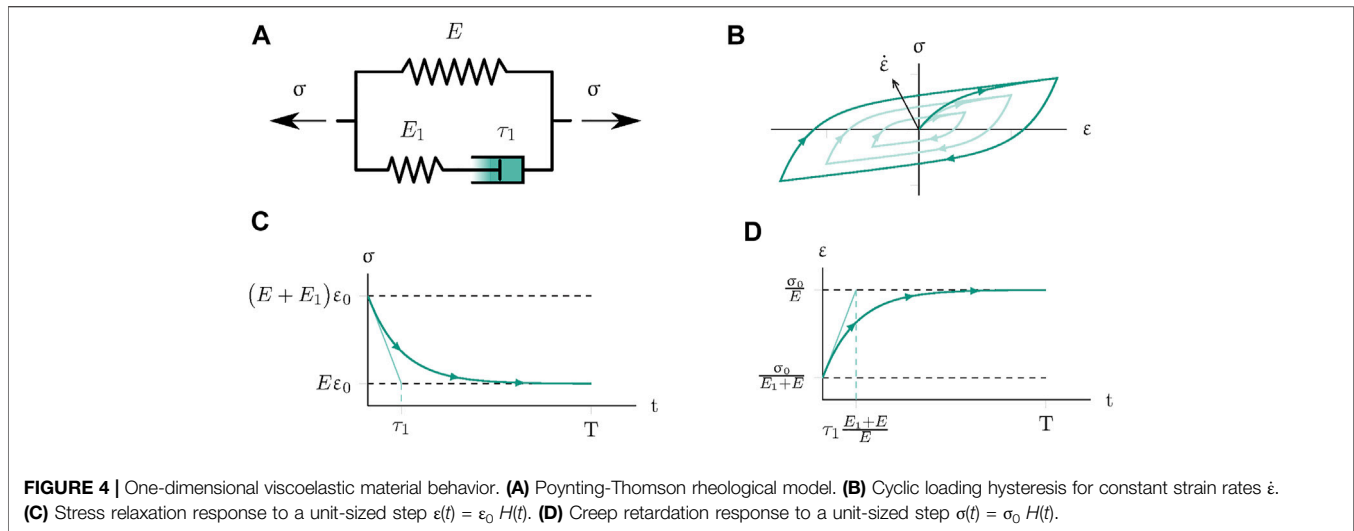 A
E
σ
σ
E₁
τ₁
B
σ
ε̇
ε
C
σ
(E + E₁)ε₀
Eε₀
τ₁
T
t
D
ε
σ₀/E
σ₀/(E₁+E)
τ₁ (E₁+E)/E
T
t
FIGURE 4 | One-dimensional viscoelastic material behavior. (A) Poynting-Thomson rheological model. (B) Cyclic loading hysteresis for constant strain rates ε̇.
(C) Stress relaxation response to a unit-sized step ε(t) = ε₀ H(t). (D) Creep retardation response to a unit-sized step σ(t) = σ₀ H(t).